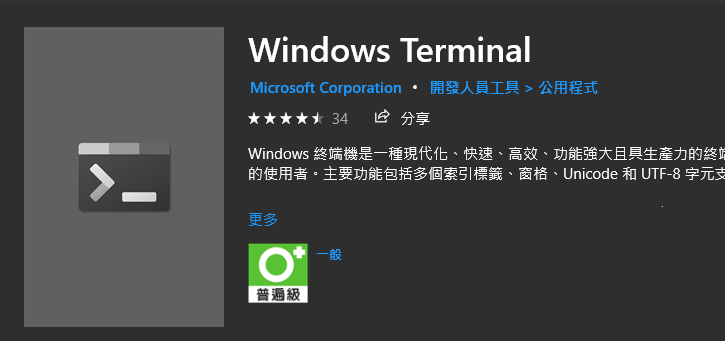 Windows Terminal
Microsoft Corporation • 開發人員工具 > 公用程式
34 分享
Windows 終端機是一種現代化、快速、高效、功能強大且具生產力的終端
的使用者。主要功能包括多個索引標籤、窗格、Unicode 和 UTF-8 字元支
更多
一般
普遍級